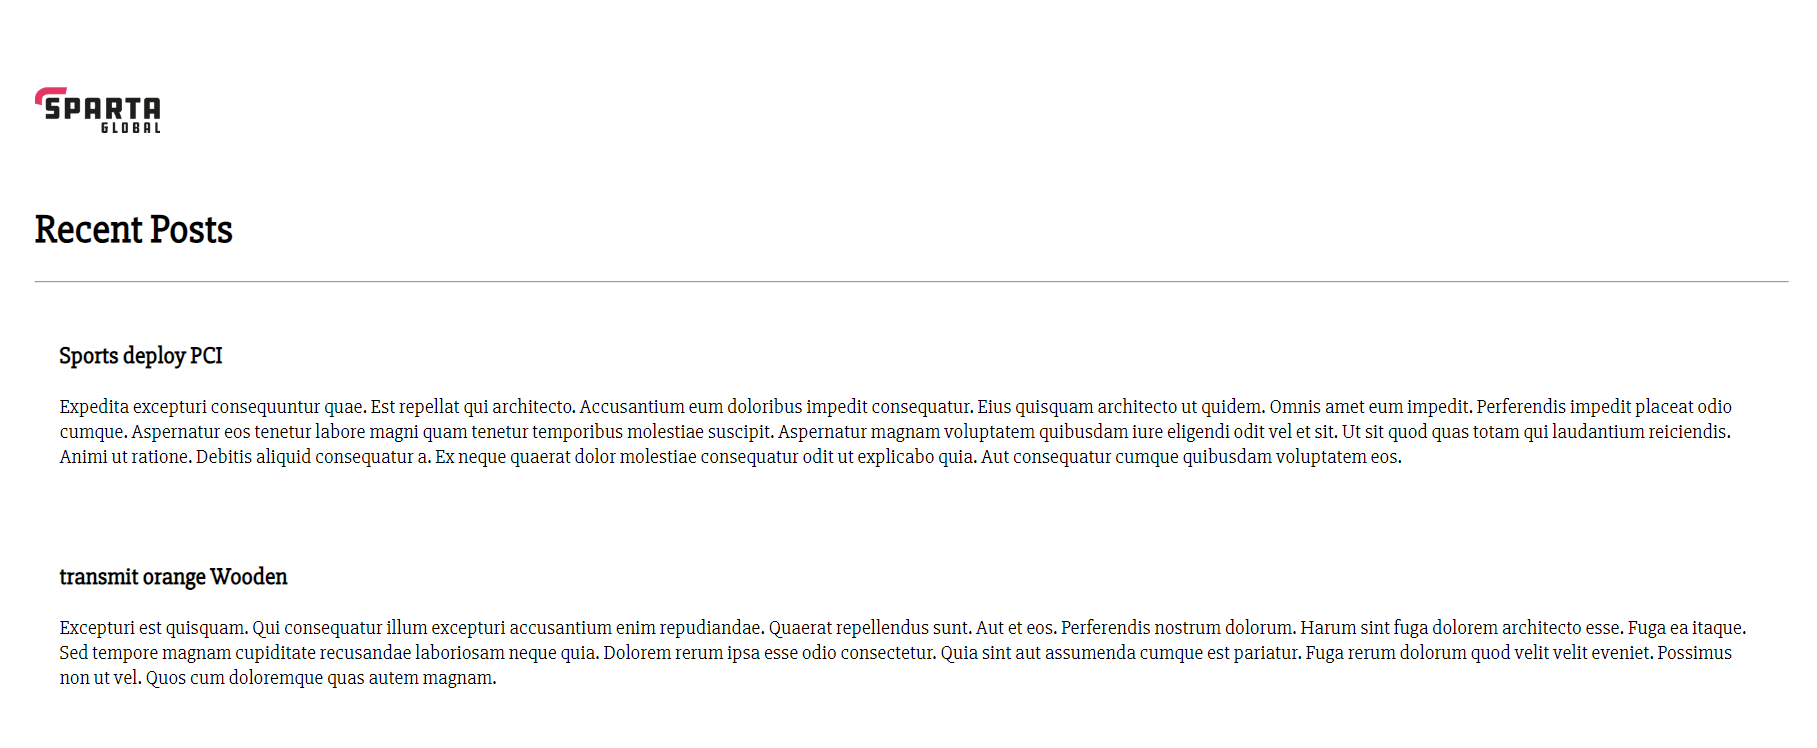 SPARTA
GLOBAL
Recent Posts
Sports deploy PCI
Expedita excepturi consequuntur quae. Est repellat qui architecto. Accusantium eum doloribus impedit consequatur. Eius quisquam architecto ut quidem. Omnis amet eum impedit. Perferendis impedit placeat odio
cumque. Aspernatur eos tenetur labore magni quam tenetur temporibus molestiae suscipit. Aspernatur magnam voluptatem quibusdam iure eligendi odit vel et sit. Ut sit quod quas totam qui laudantium reiciendis.
Animi ut ratione. Debitis aliquid consequatur a. Ex neque quaerat dolor molestiae consequatur odit ut explicabo quia. Aut consequatur cumque quibusdam voluptatem eos.
transmit orange Wooden
Excepturi est quisquam. Qui consequatur illum excepturi accusantium enim repudiandae. Quaerat repellendus sunt. Aut et eos. Perferendis nostrum dolorum. Harum sint fuga dolorem architecto esse. Fuga ea itaque.
Sed tempore magnam cupiditate recusandae laboriosam neque quia. Dolorem rerum ipsa esse odio consectetur. Quia sint aut assumenda cumque est pariatur. Fuga rerum dolorum quod velit velit eveniet. Possimus
non ut vel. Quos cum doloremque quas autem magnam.